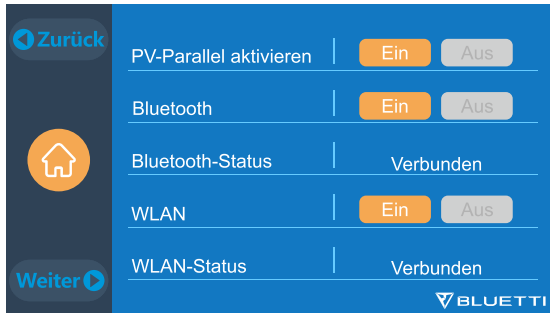 Zurück
PV-Parallel aktivieren Ein Aus
Bluetooth Ein Aus
Bluetooth-Status Verbunden
WLAN Ein Aus
WLAN-Status Verbunden
Weiter
BLUETTI